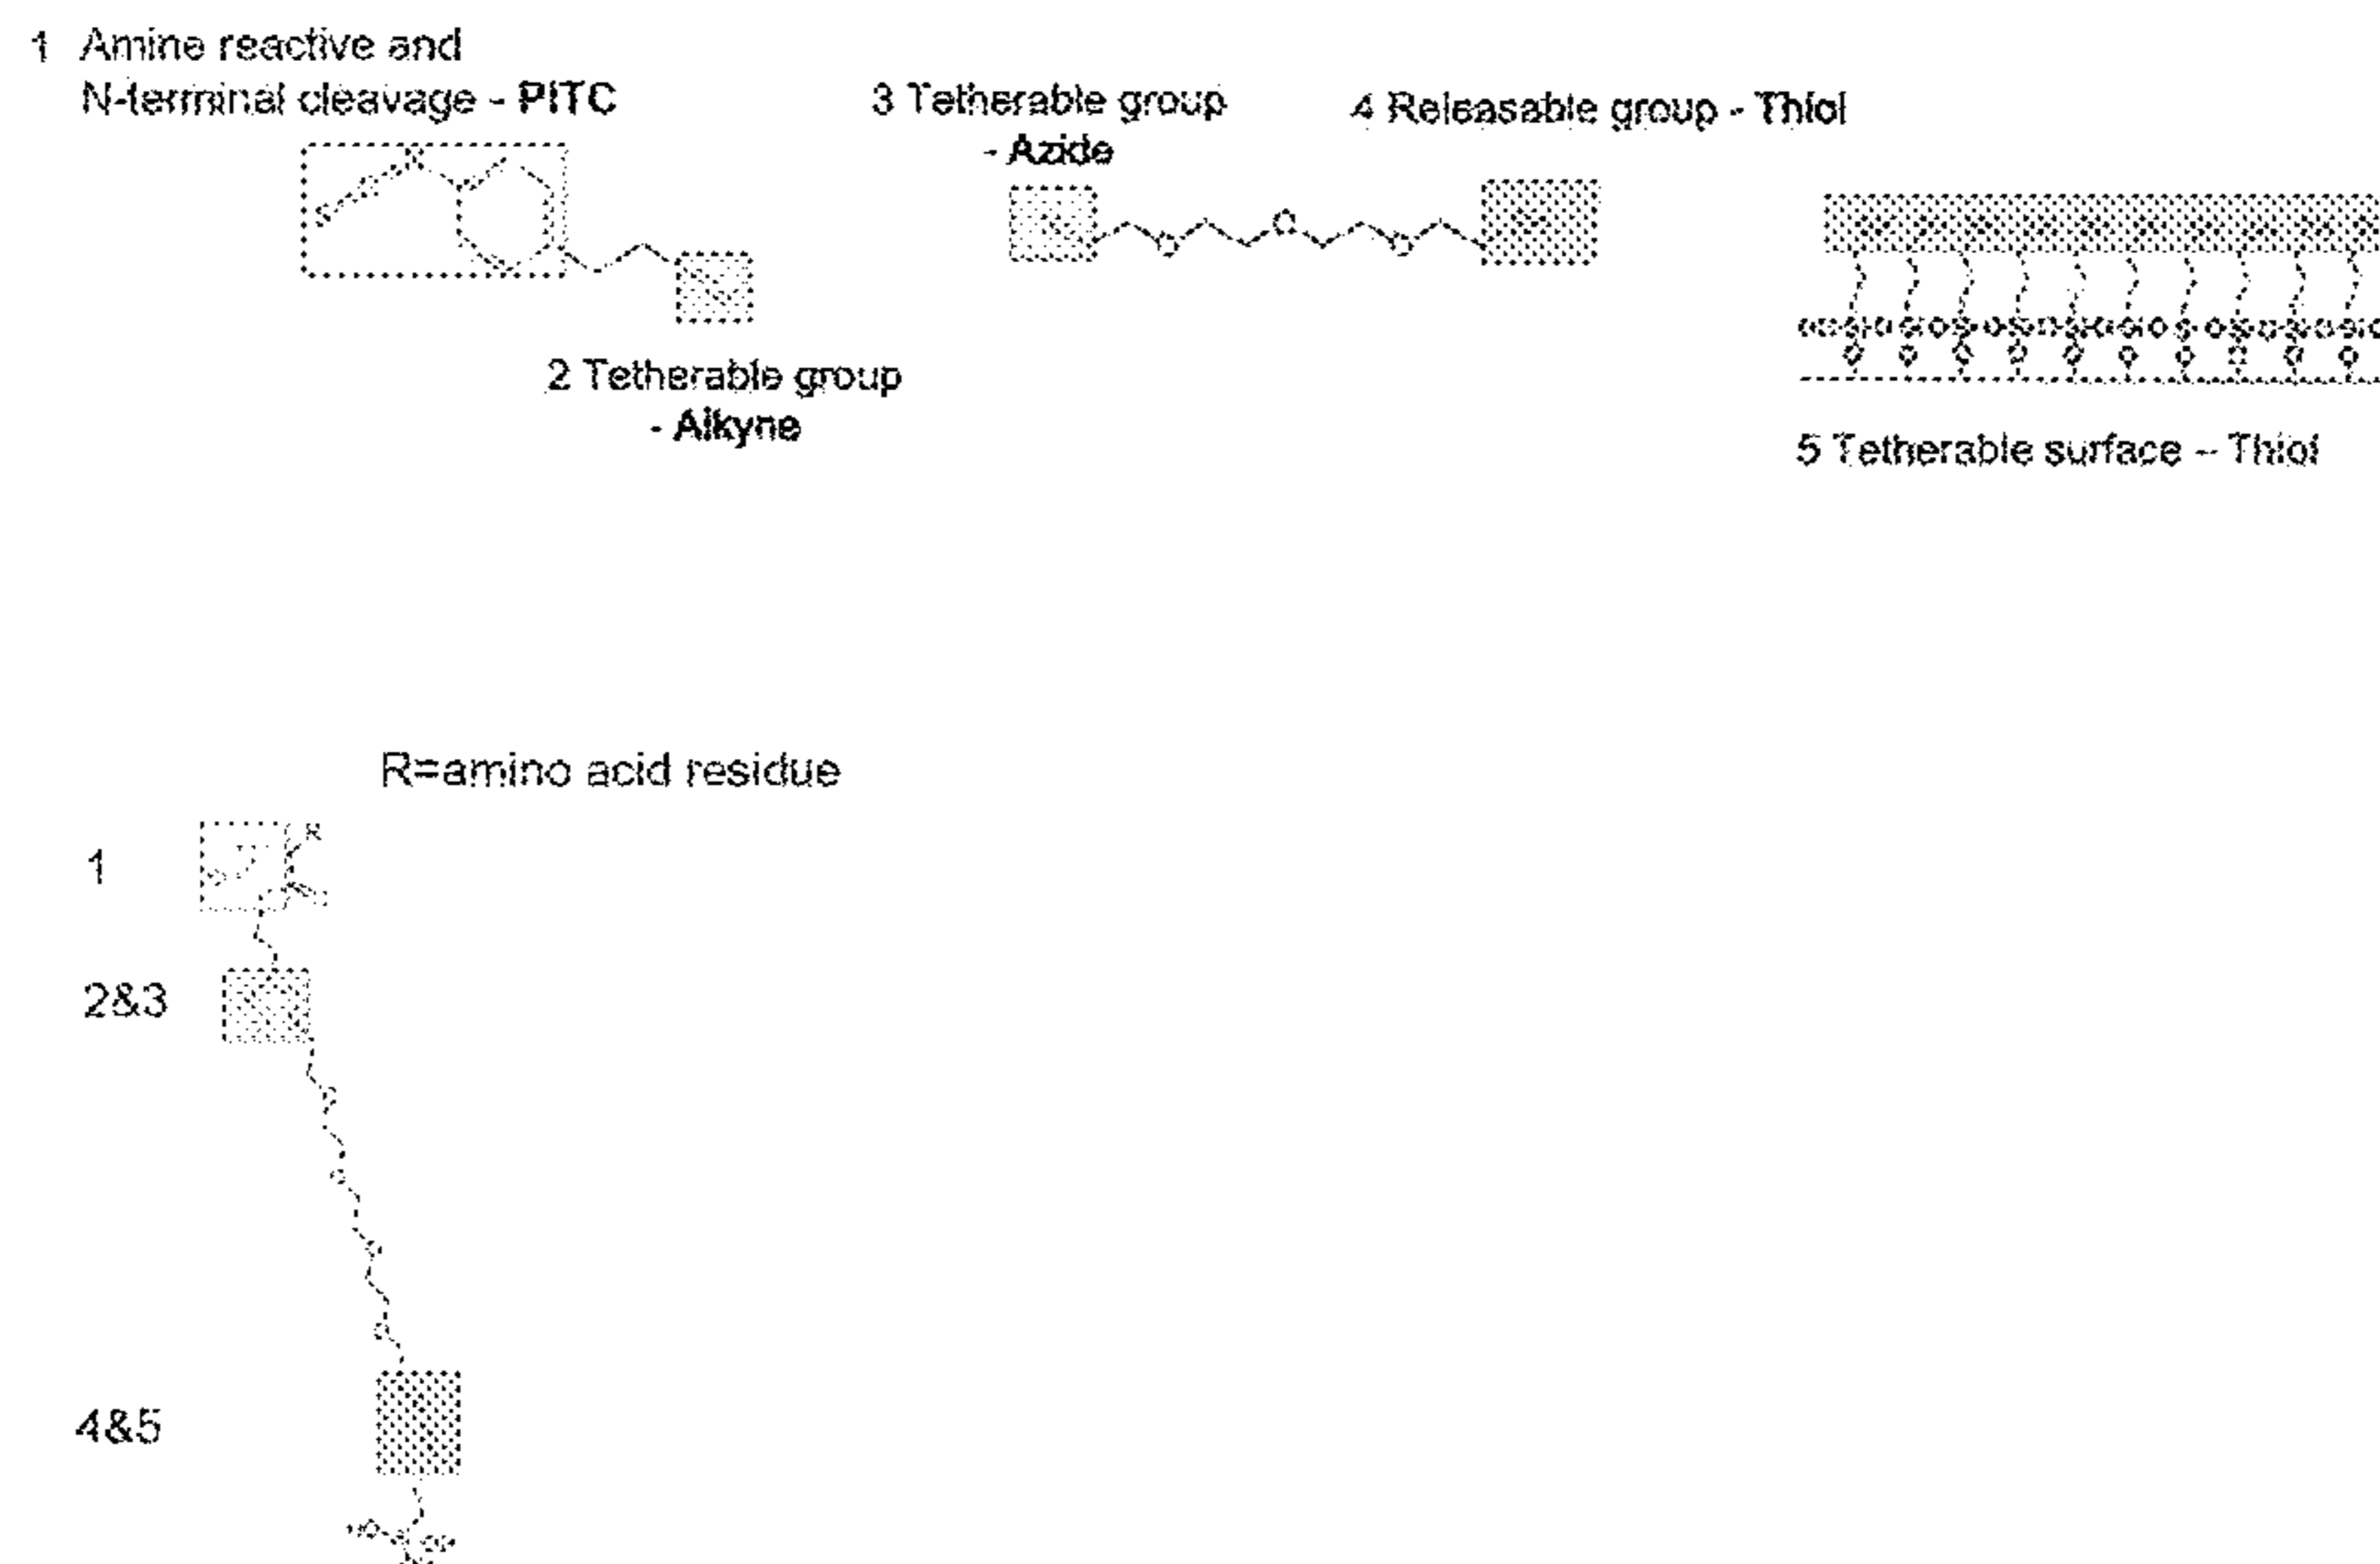 1 Amine reactive and
N-terminal cleavage - PITC
3 Tetherable group
- Azide
4 Releasable group - Thiol
2 Tetherable group
- Alkyne
5 Tetherable surface – Thiol
R=amino acid residue
1
R
2&3
4&5